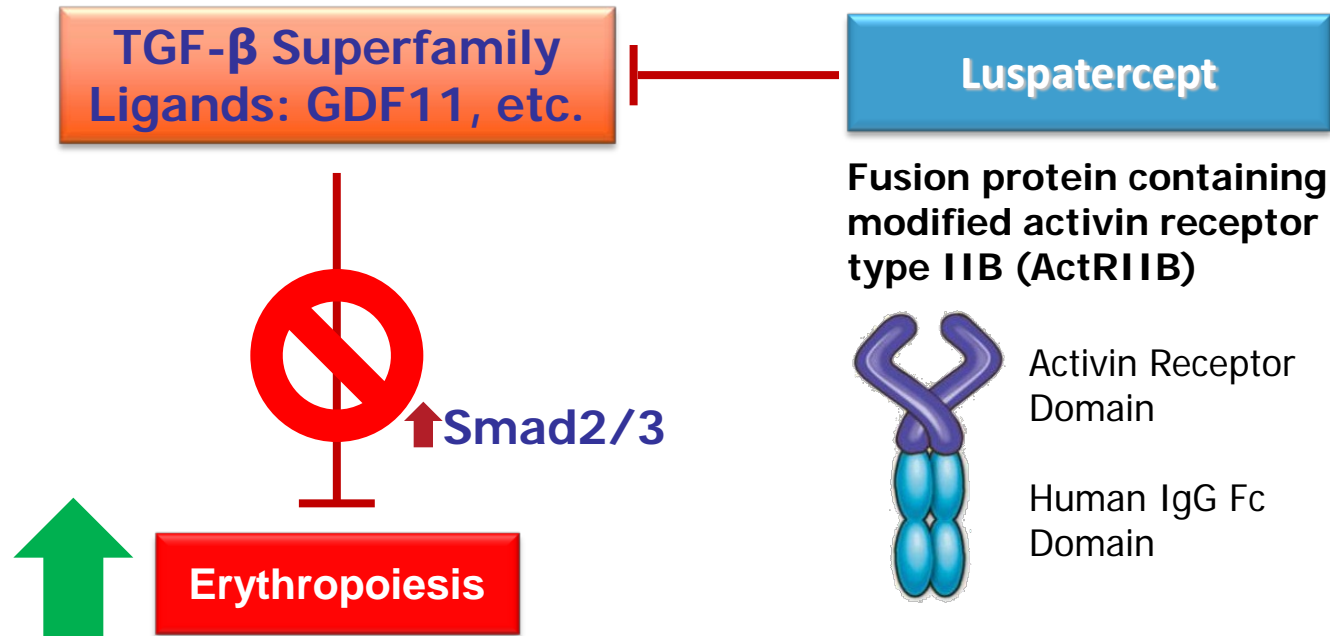 TGF-β Superfamily
Ligands: GDF11, etc.
Luspatercept
Fusion protein containing
modified activin receptor
type IIB (ActRIIB)
Activin Receptor
Domain
Smad2/3
Human IgG Fc
Domain
Erythropoiesis